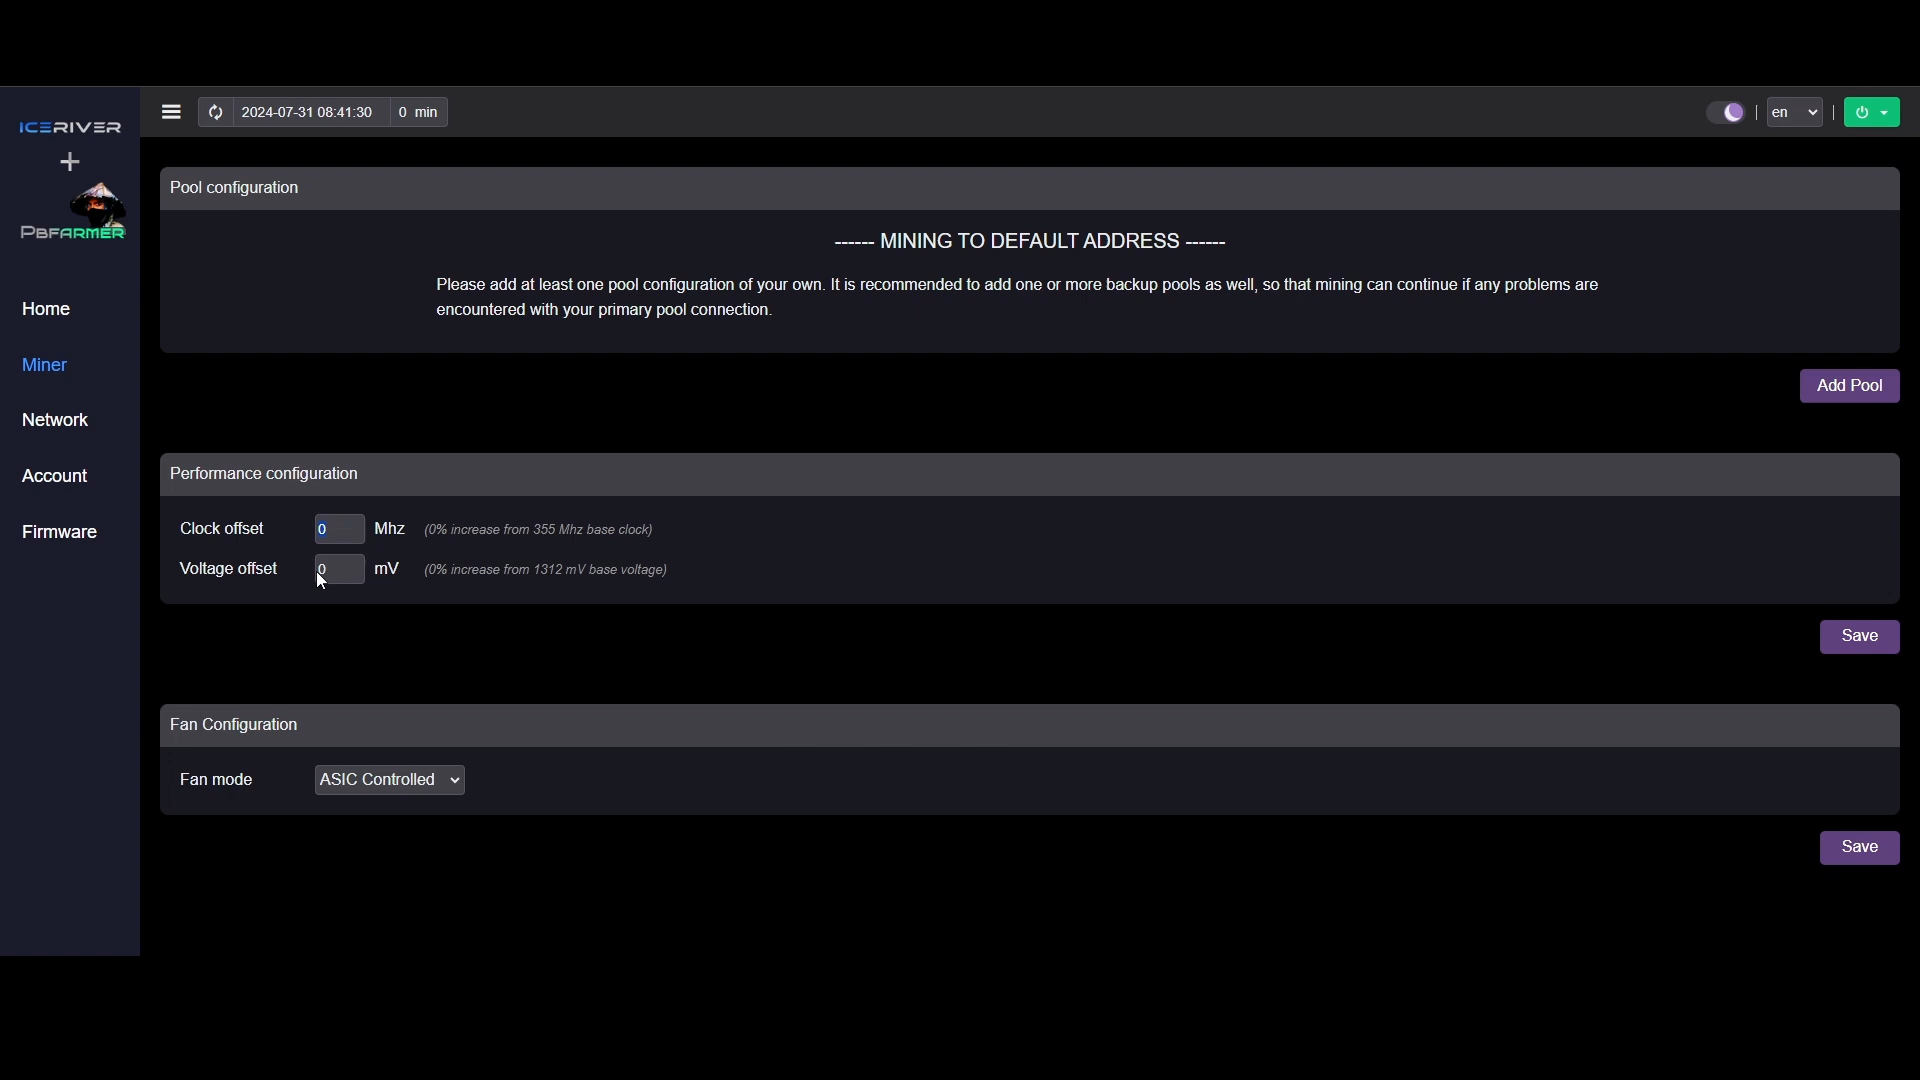 ICERIVER
+
PBFARMER
2024-07-31 08:41:30 0 min
en
Home
Miner
Network
Account
Firmware
Pool configuration
------ MINING TO DEFAULT ADDRESS ------
Please add at least one pool configuration of your own. It is recommended to add one or more backup pools as well, so that mining can continue if any problems are
encountered with your primary pool connection.
Add Pool
Performance configuration
Clock offset 0 Mhz (0% increase from 355 Mhz base clock)
Voltage offset 0 mV (0% increase from 1312 mV base voltage)
Save
Fan Configuration
Fan mode ASIC Controlled
Save